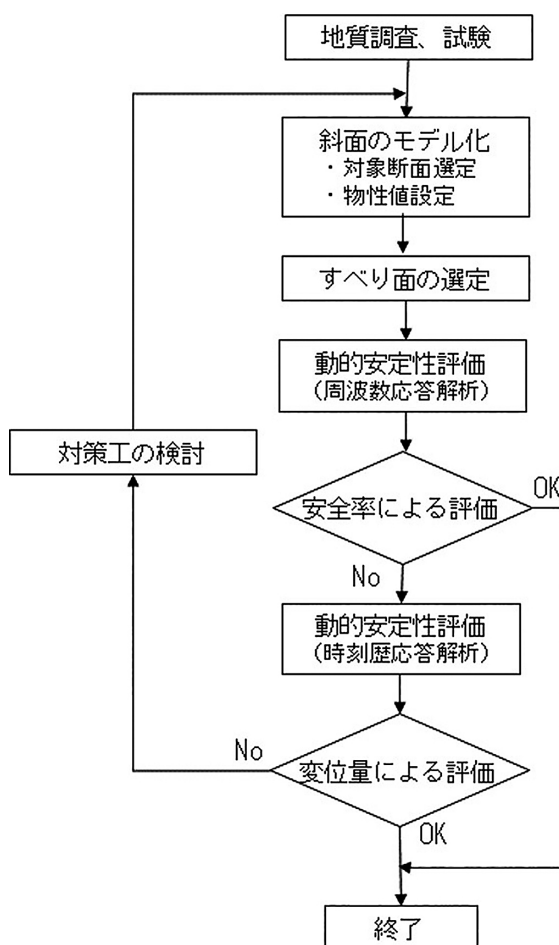 地質調査、試験
斜面のモデル化
・対象断面選定
・物性値設定
すべり面の選定
動的安定性評価
(周波数応答解析)
対策工の検討
安全率による評価
OK
No
動的安定性評価
(時刻歴応答解析)
No
変位量による評価
OK
終了